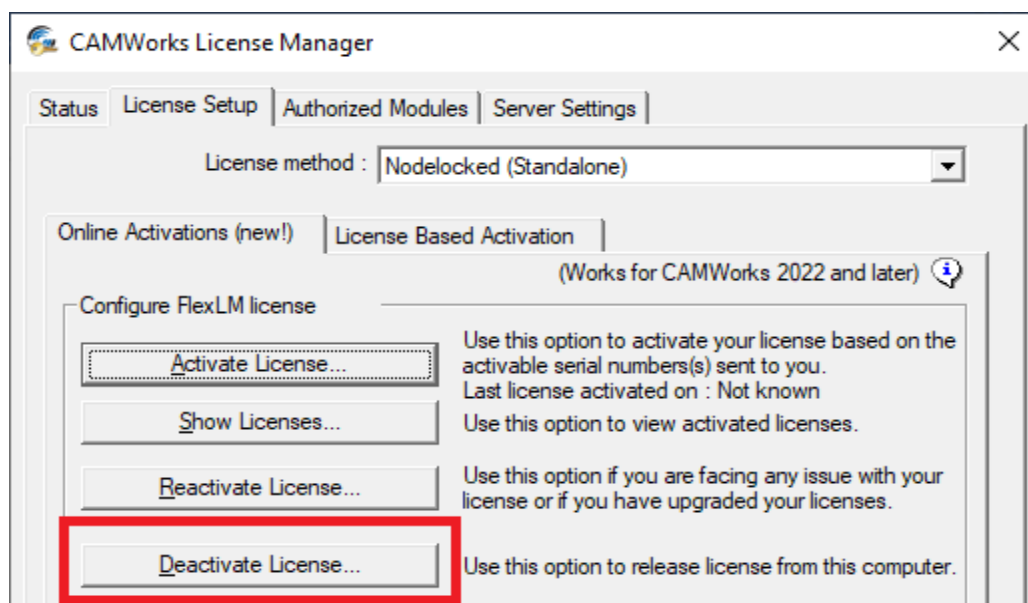 CAMWorks License Manager
Status License Setup Authorized Modules Server Settings
License method : Nodelocked (Standalone)
Online Activations (new!) License Based Activation
(Works for CAMWorks 2022 and later)
Configure FlexLM license
Activate License...
Use this option to activate your license based on the
activable serial numbers(s) sent to you.
Last license activated on : Not known
Show Licenses...
Use this option to view activated licenses.
Reactivate License...
Use this option if you are facing any issue with your
license or if you have upgraded your licenses.
Deactivate License...
Use this option to release license from this computer.